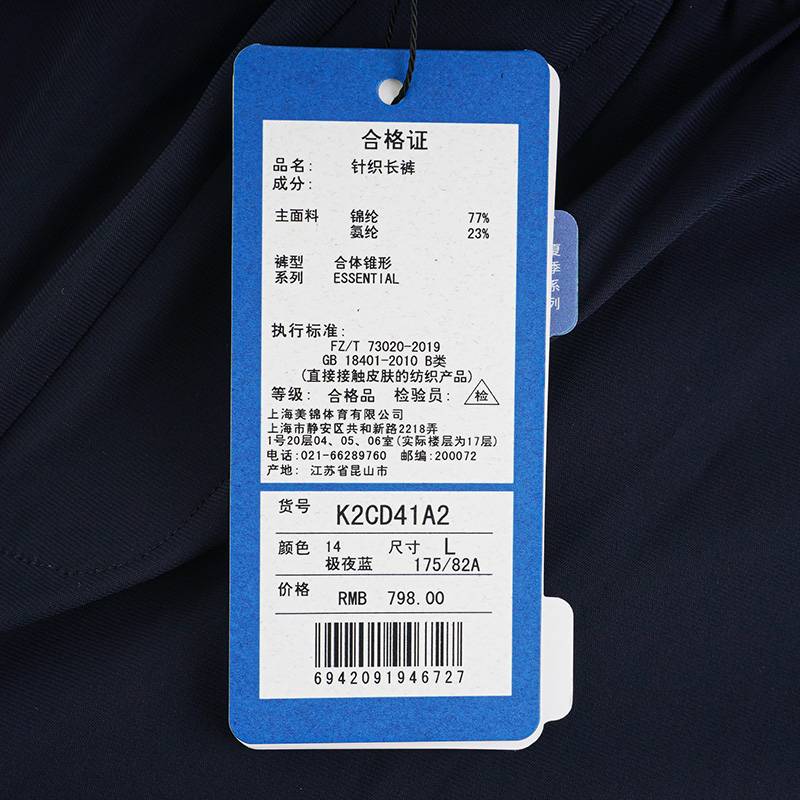 合格证
品名: 针织长裤
成分:
主面料 锦纶 77%
氨纶 23%
裤型 合体锥形
系列 ESSENTIAL
执行标准:
FZ/T 73020-2019
GB 18401-2010 B类
(直接接触皮肤的纺织产品)
等级: 合格品 检验员: 检
上海美锦体育有限公司
上海市静安区共和新路2218弄
1号20层04、05、06室(实际楼层为17层)
电话:021-66289760 邮编:200072
产地: 江苏省昆山市
货号 K2CD41A2
颜色 14 尺寸 L
极夜蓝 175/82A
价格 RMB 798.00
6942091946727
夏季系列